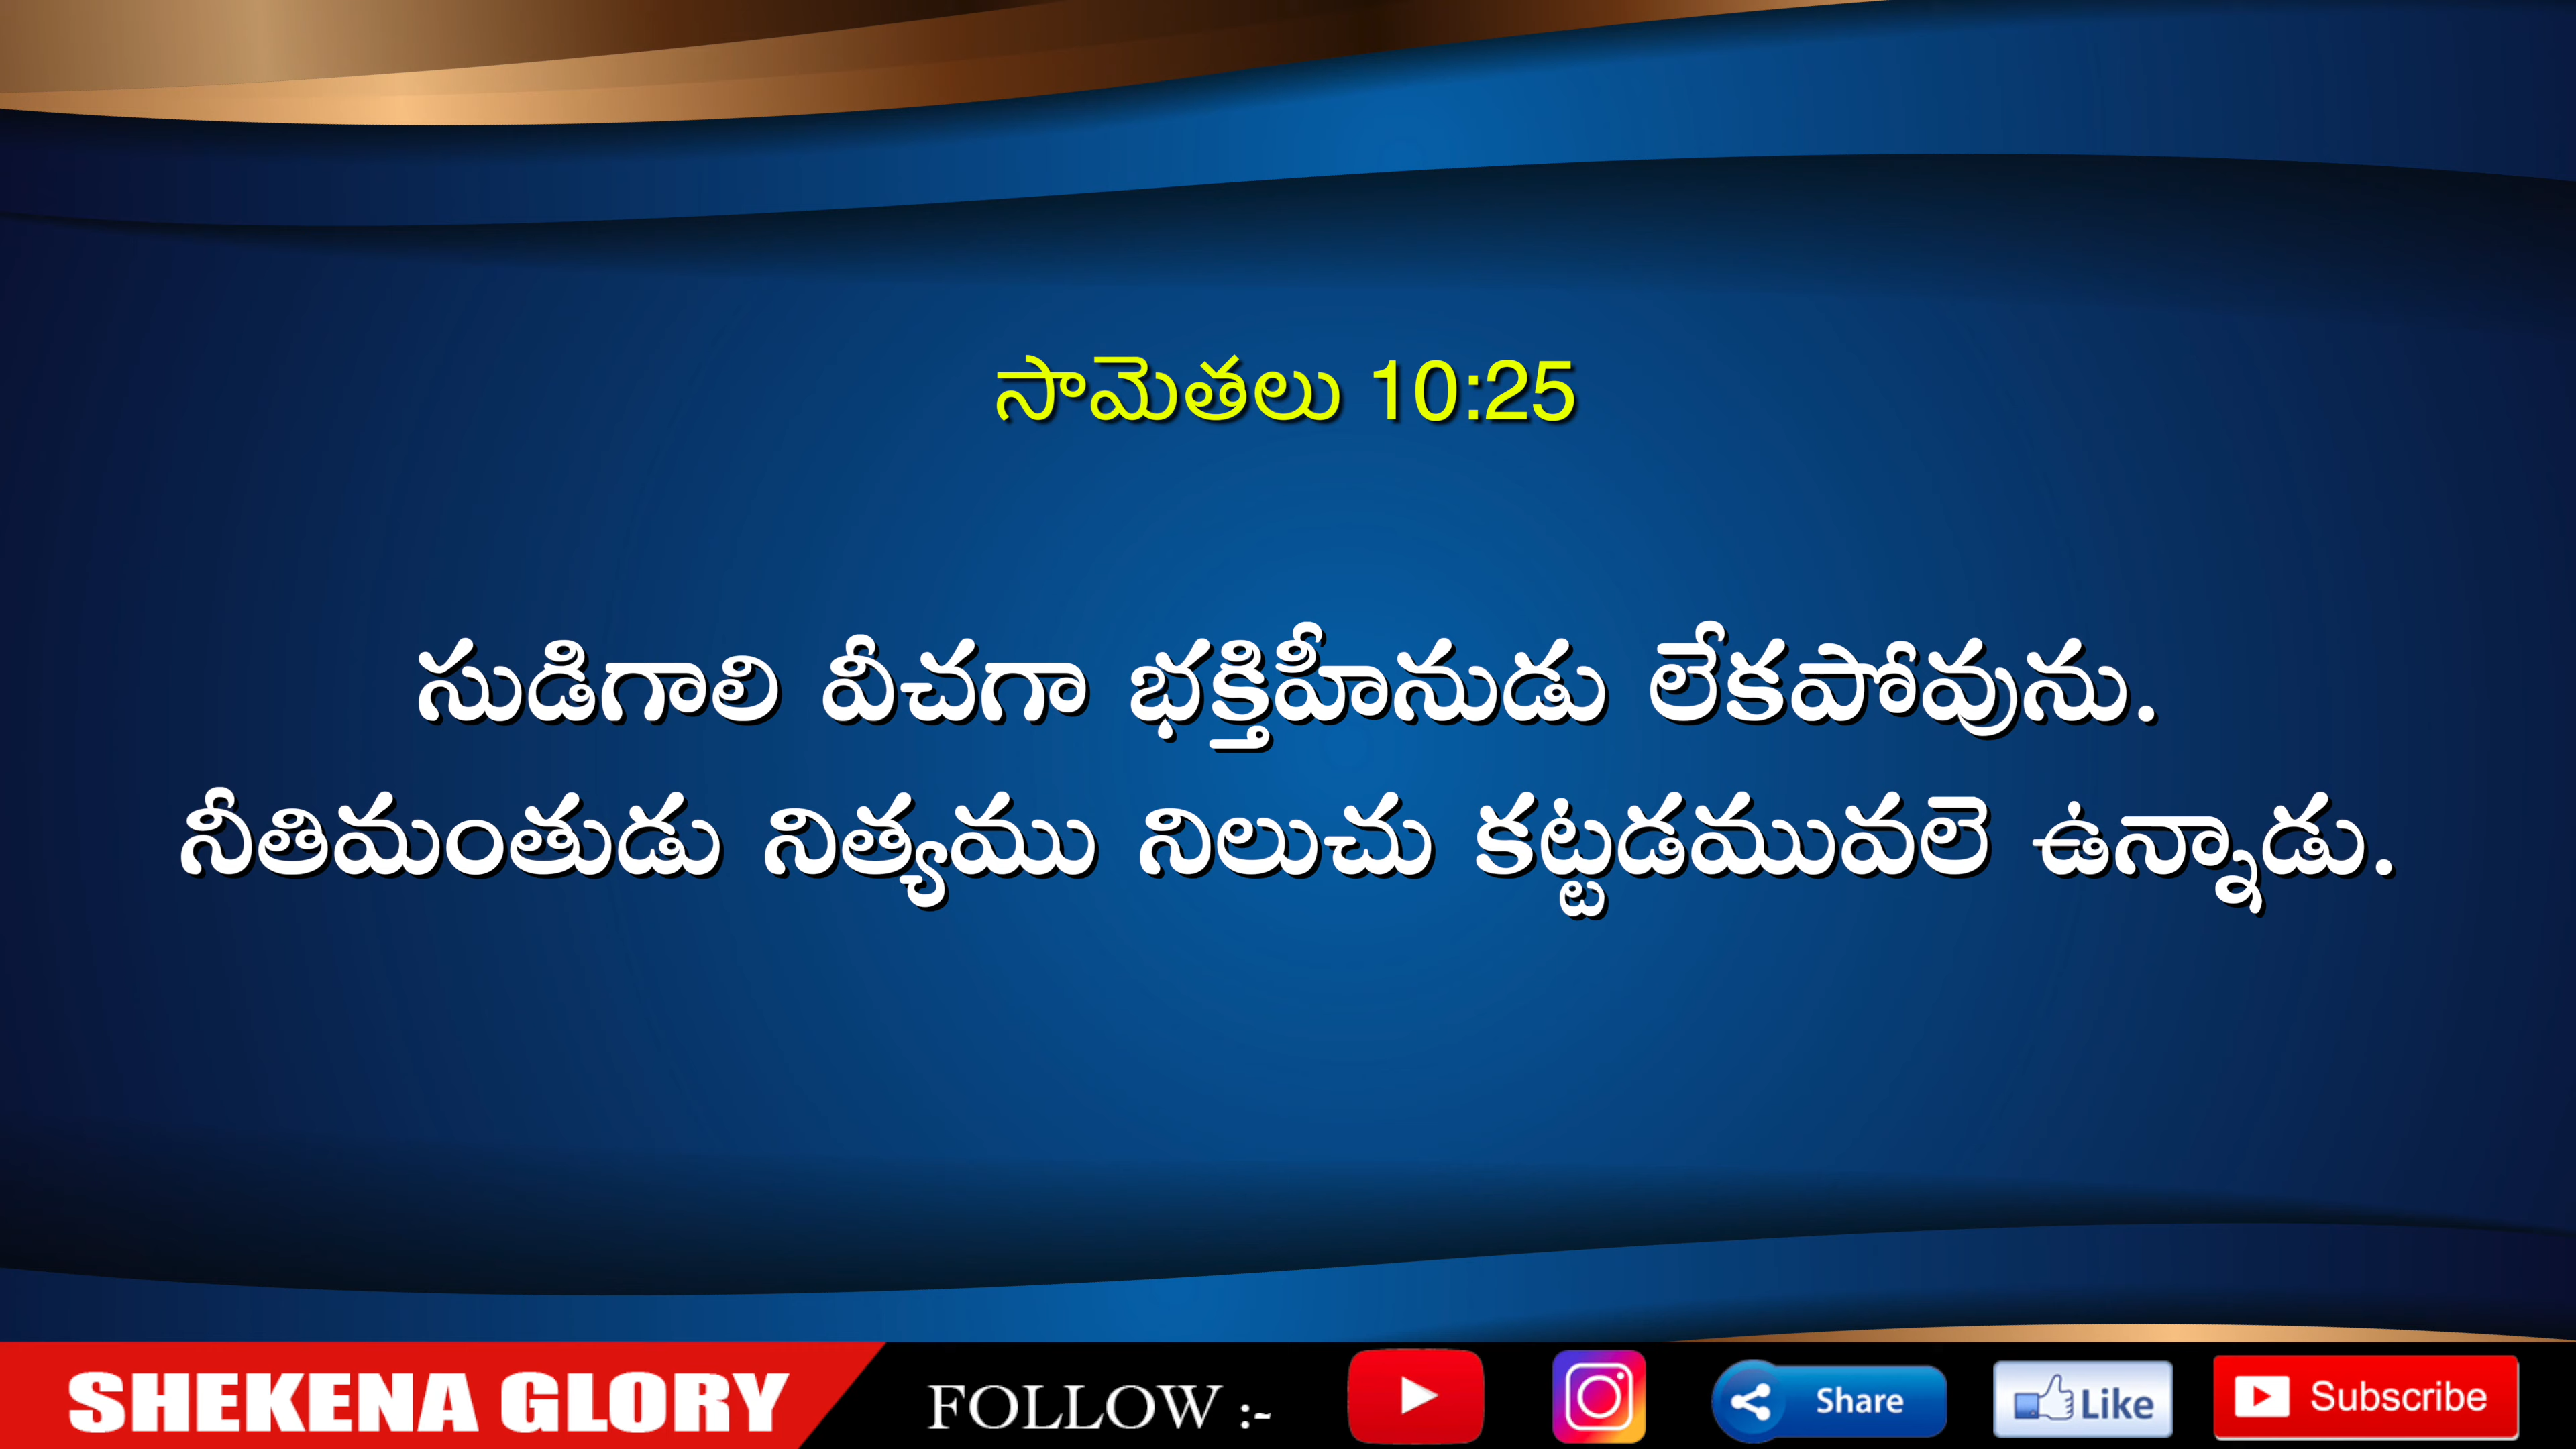 సామెతలు 10:25
సుడిగాలి వీచగా భక్తిహీనుడు లేకపోవును.
నీతిమంతుడు నిత్యము నిలుచు కట్టడమువలె ఉన్నాడు.
SHEKENA GLORY FOLLOW :- Share Like Subscribe